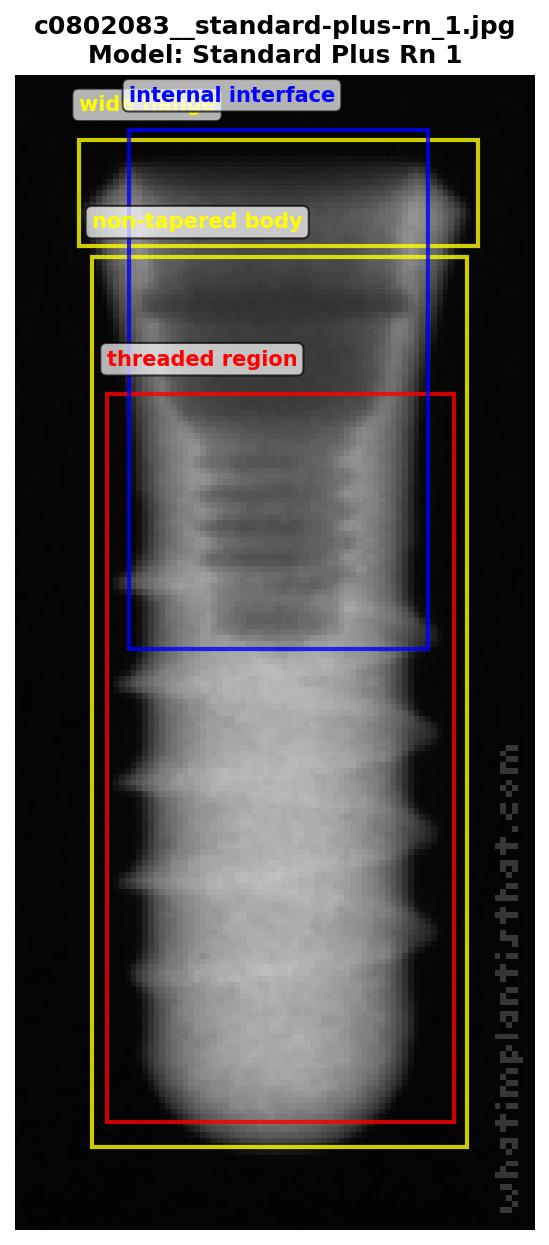 c0802083__standard-plus-rn_1.jpg
Model: Standard Plus Rn 1
internal interface
non-tapered body
threaded region
whatimplantisthat.com